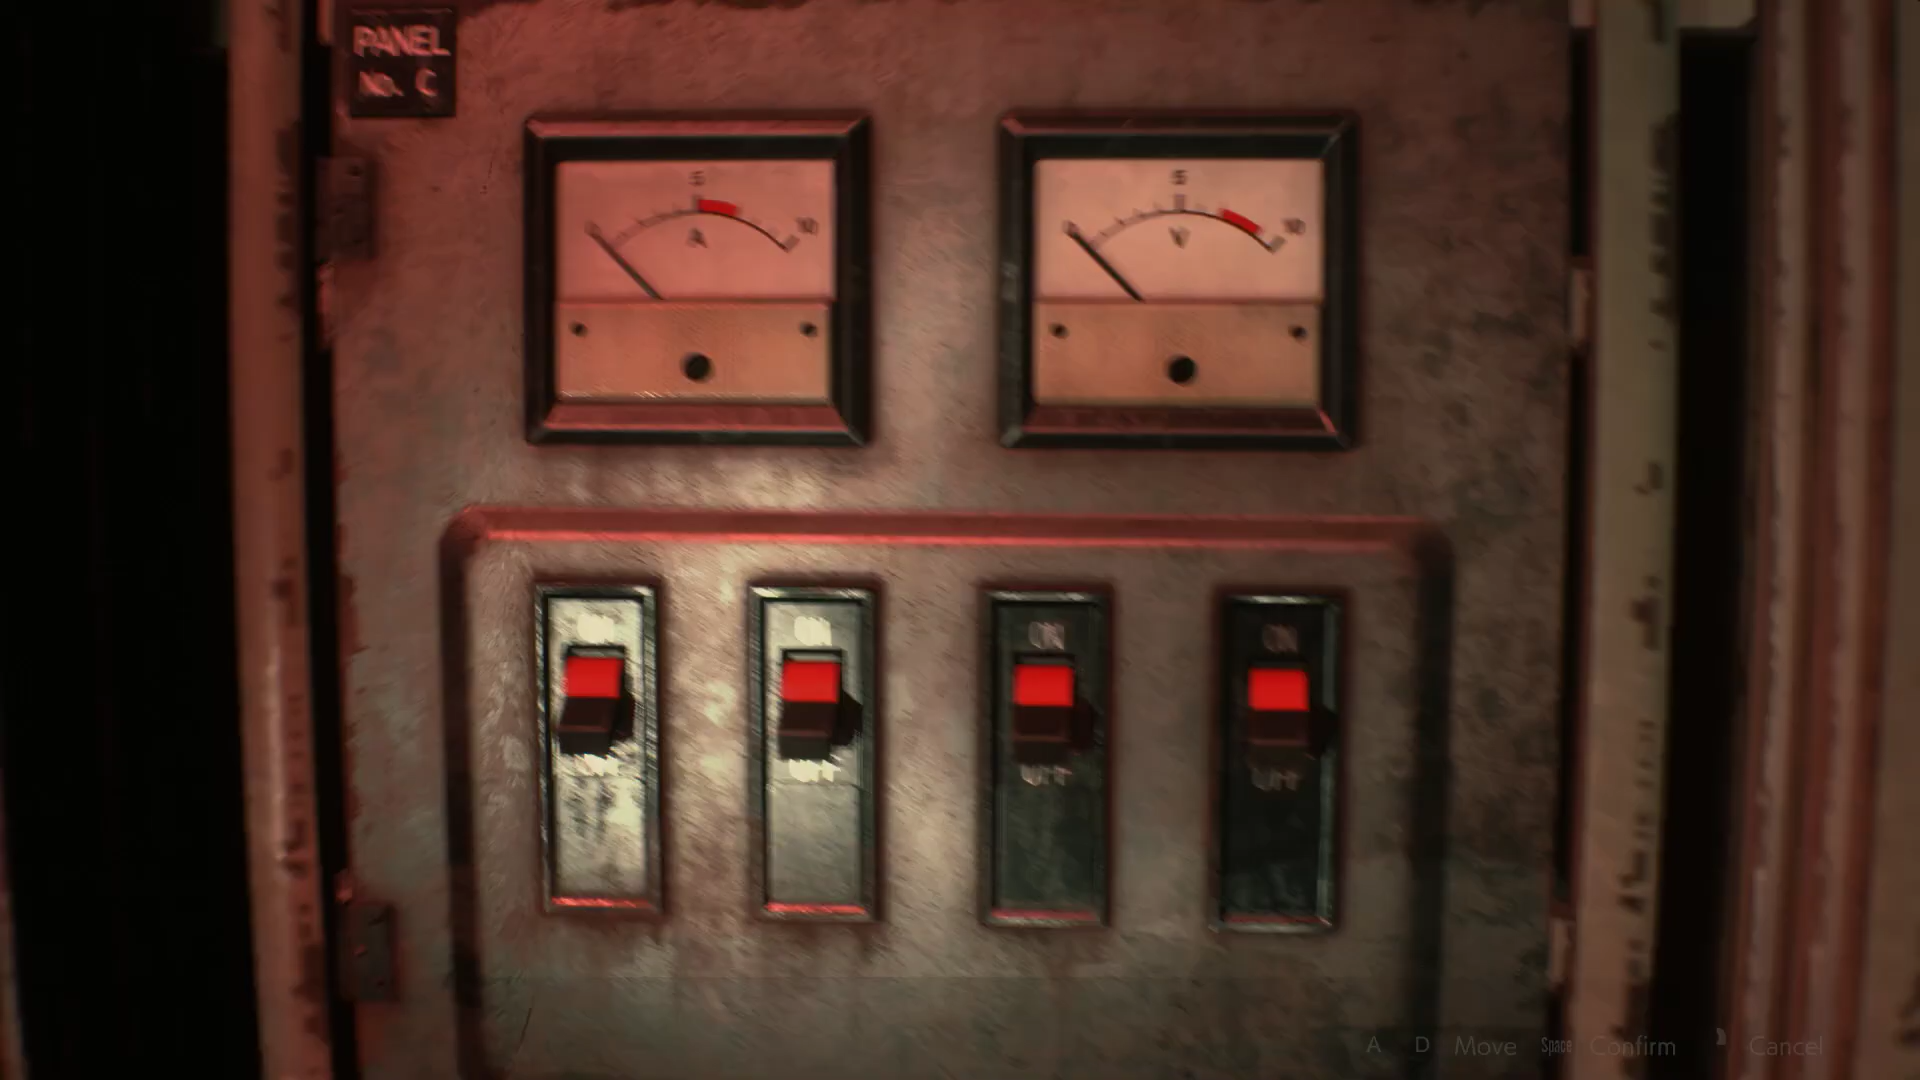 PANEL
No. C
5
0 10
A
5
0 10
V
ON ON ON ON
OFF OFF OFF OFF
A D Move Space Confirm Cancel